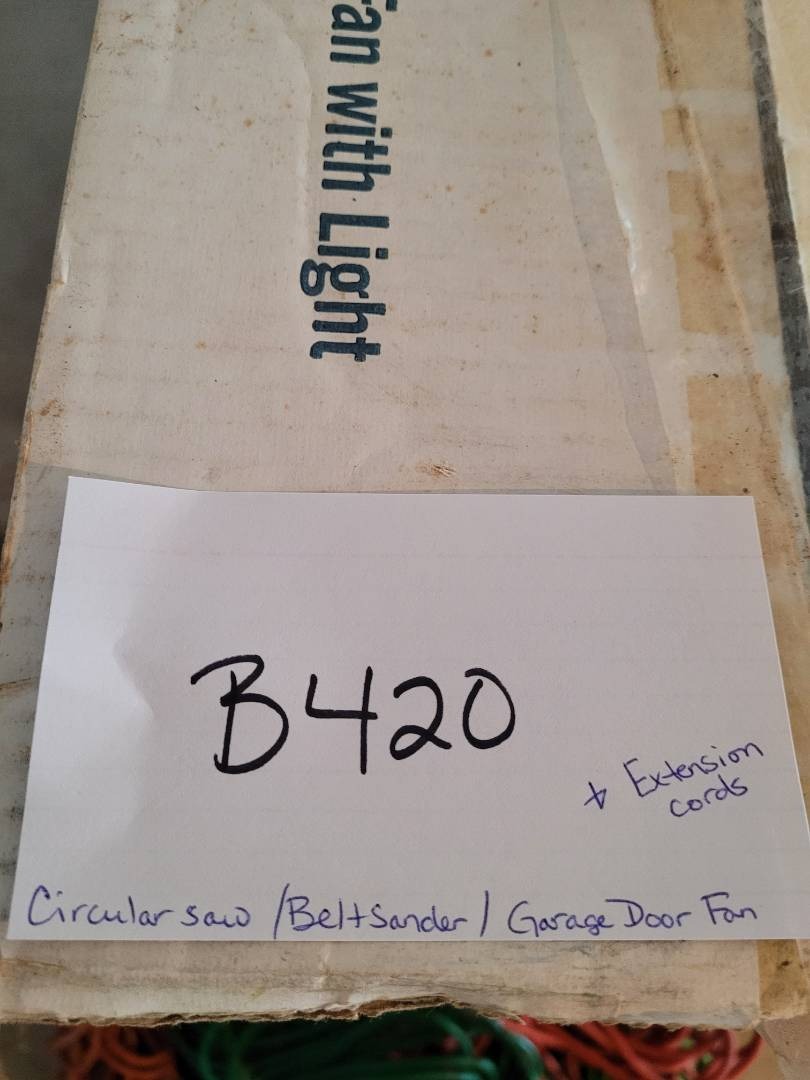 Fan with Light
B420
+ Extension
cords
Circular saw / Belt Sander / Garage Door Fan